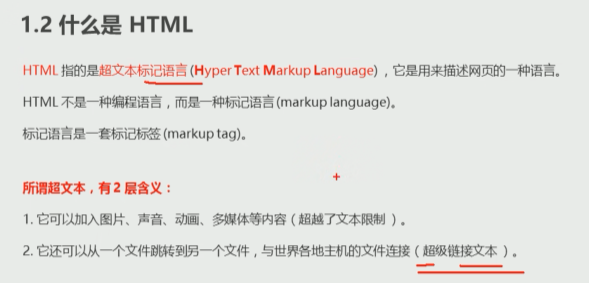 1.2 什么是 HTML
HTML 指的是超文本标记语言 (Hyper Text Markup Language) ，它是用来描述网页的一种语言。
HTML 不是一种编程语言，而是一种标记语言 (markup language)。
标记语言是一套标记标签 (markup tag)。
所谓超文本，有 2 层含义：
1. 它可以加入图片、声音、动画、多媒体等内容（超越了文本限制 ）。
2. 它还可以从一个文件跳转到另一个文件，与世界各地主机的文件连接（ 超级链接文本 ）。